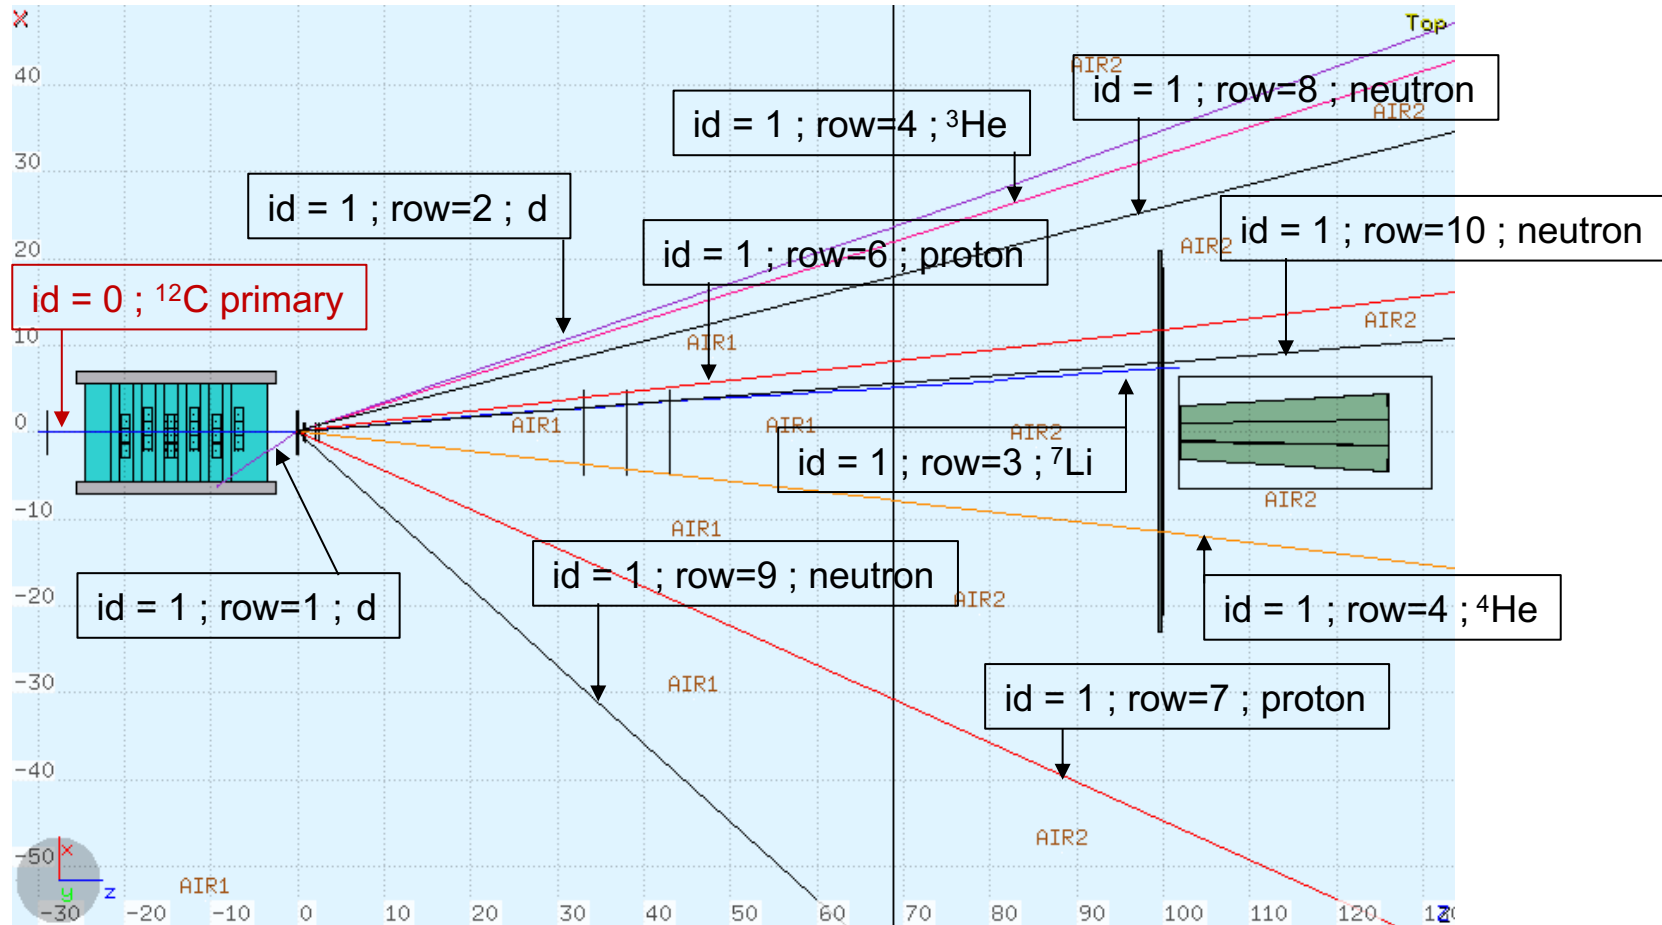 X
Top
40
AIR2
id = 1 ; row=8 ; neutron
AIR2
id = 1 ; row=4 ; ³He
30
id = 1 ; row=2 ; d
20
id = 1 ; row=6 ; proton
AIR2
id = 1 ; row=10 ; neutron
id = 0 ; ¹²C primary
10
AIR1
AIR2
0
AIR1
AIR1
AIR2
id = 1 ; row=3 ; ⁷Li
-10
AIR1
AIR2
id = 1 ; row=9 ; neutron
id = 1 ; row=1 ; d
-20
AIR2
id = 1 ; row=4 ; ⁴He
-30
AIR1
id = 1 ; row=7 ; proton
-40
AIR2
-50
x
y
z
AIR1
-30 -20 -10 0 10 20 30 40 50 60 70 80 90 100 110 120
z